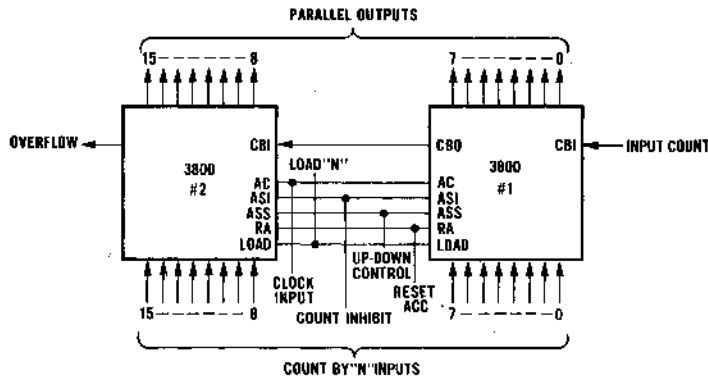 PARALLEL OUTPUTS
15 8 7 0
OVERFLOW
CBI
CBO
CBI
INPUT COUNT
3800
#2
LOAD "N"
3800
#1
AC
ASI
ASS
RA
LOAD
AC
ASI
ASS
RA
LOAD
CLOCK
INPUT
UP-DOWN
CONTROL
RESET
ACC
COUNT INHIBIT
15 8 7 0
COUNT BY "N" INPUTS